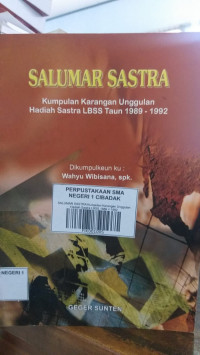 SALUMAR SASTRA
Kumpulan Karangan Unggulan
Hadiah Sastra LBSS Taun 1989 - 1992
Dikumpulkeun ku :
Wahyu Wibisana, spk.
PERPUSTAKAAN SMA
NEGERI 1 CIBADAK
NEGERI 1
GEGER SUNTEN